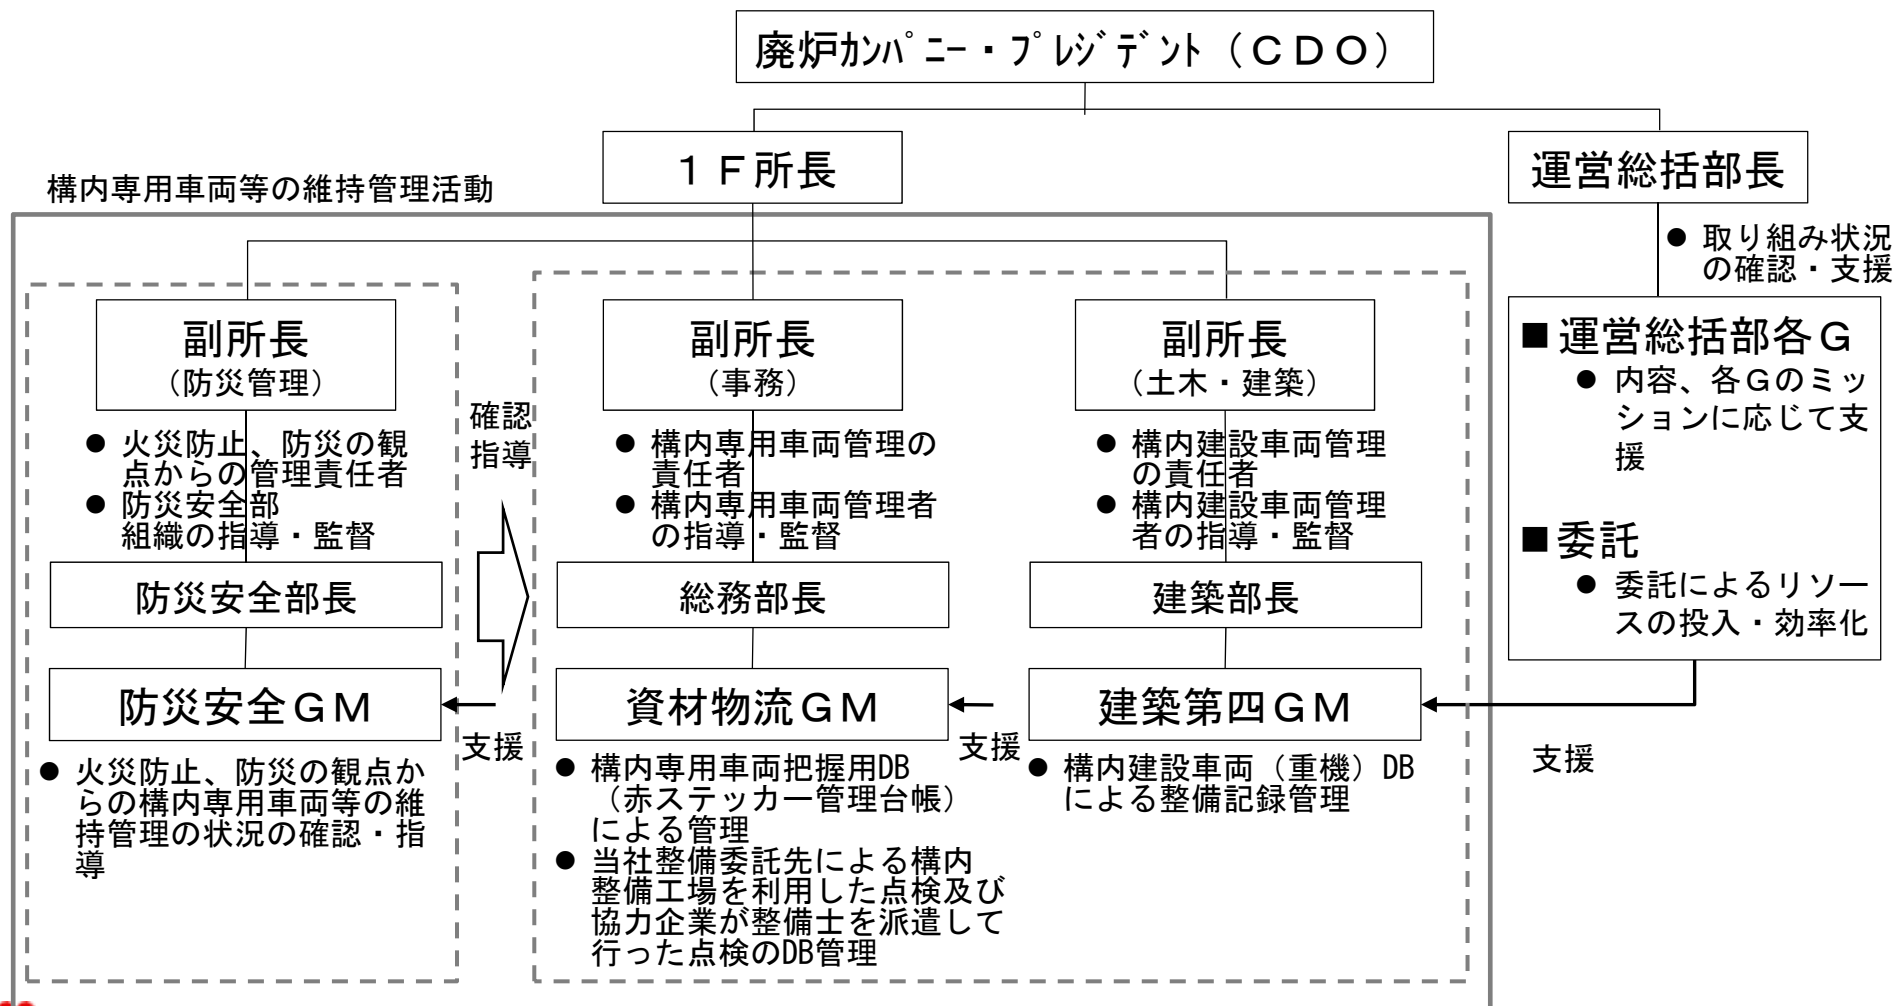 廃炉ｶﾝﾊﾟﾆｰ・ﾌﾟﾚｼﾞﾃﾞﾝﾄ（ＣＤＯ）
１Ｆ所長
運営総括部長
構内専用車両等の維持管理活動
● 取り組み状況
の確認・支援
副所長
（防災管理）
● 火災防止、防災の観
点からの管理責任者
● 防災安全部
組織の指導・監督
防災安全部長
防災安全ＧＭ
● 火災防止、防災の観点か
らの構内専用車両等の維
持管理の状況の確認・指
導
確認
指導
支援
副所長
（事務）
● 構内専用車両管理の
責任者
● 構内専用車両管理者
の指導・監督
総務部長
資材物流ＧＭ
● 構内専用車両把握用DB
（赤ステッカー管理台帳）
による管理
● 当社整備委託先による構内
整備工場を利用した点検及び
協力企業が整備士を派遣して
行った点検のDB管理
支援
副所長
（土木・建築）
● 構内建設車両管理
の責任者
● 構内建設車両管理
者の指導・監督
建築部長
建築第四ＧＭ
● 構内建設車両（重機）DB
による整備記録管理
■ 運営総括部各Ｇ
● 内容、各Ｇのミッ
ションに応じて支
援
■ 委託
● 委託によるリソー
スの投入・効率化
支援